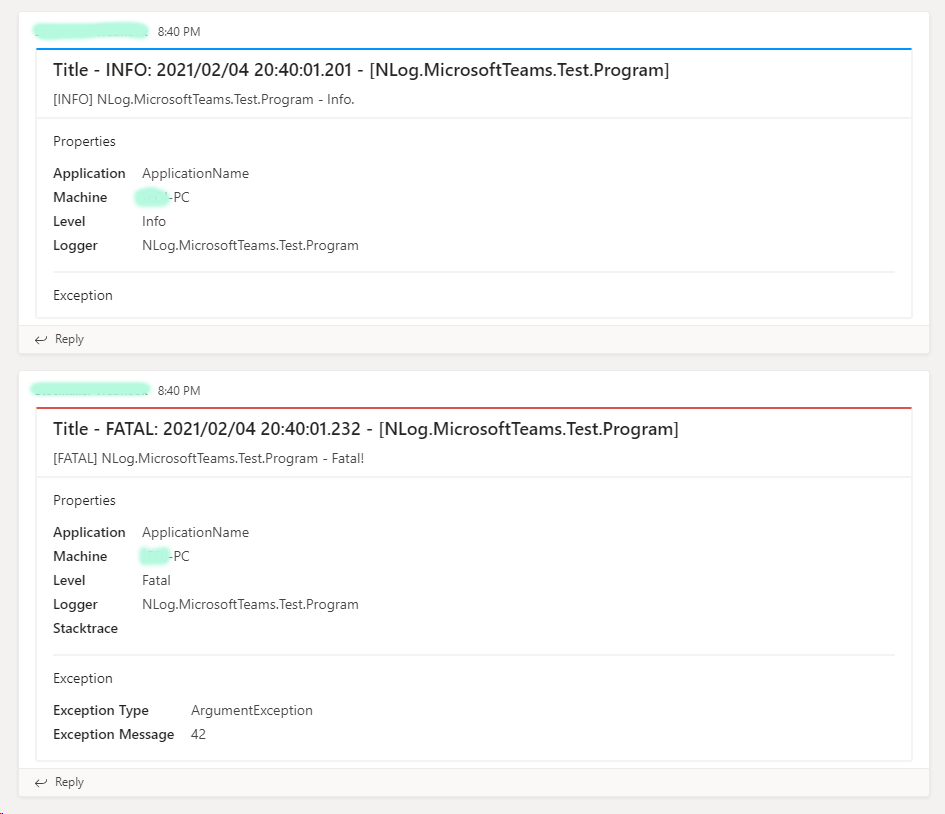 8:40 PM
Title - INFO: 2021/02/04 20:40:01.201 - [NLog.MicrosoftTeams.Test.Program]
[INFO] NLog.MicrosoftTeams.Test.Program - Info.
Properties
Application ApplicationName
Machine -PC
Level Info
Logger NLog.MicrosoftTeams.Test.Program
Exception
Reply
8:40 PM
Title - FATAL: 2021/02/04 20:40:01.232 - [NLog.MicrosoftTeams.Test.Program]
[FATAL] NLog.MicrosoftTeams.Test.Program - Fatal!
Properties
Application ApplicationName
Machine -PC
Level Fatal
Logger NLog.MicrosoftTeams.Test.Program
Stacktrace
Exception
Exception Type ArgumentException
Exception Message 42
Reply